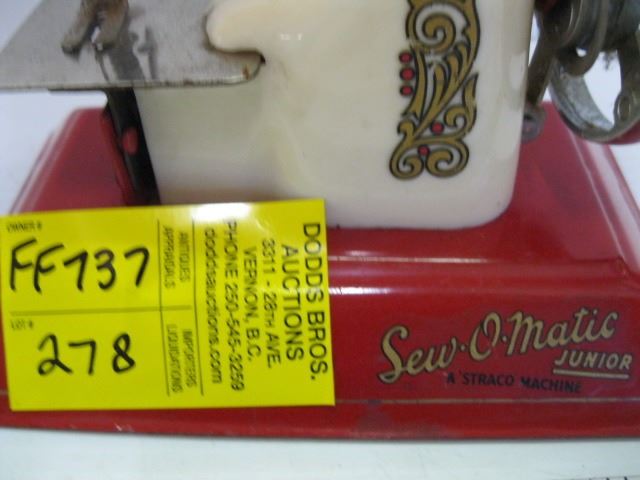 OWNER #
FF737
LOT #
278
ANTIQUES
APPRAISALS
IMPORTERS
LIQUIDATIONS
DODDS BROS.
AUCTIONS
3311 - 28TH AVE.
VERNON, B.C.
PHONE 250-545-3259
doddsauctions.com
Sew-O-Matic
JUNIOR
A STRACO MACHINE